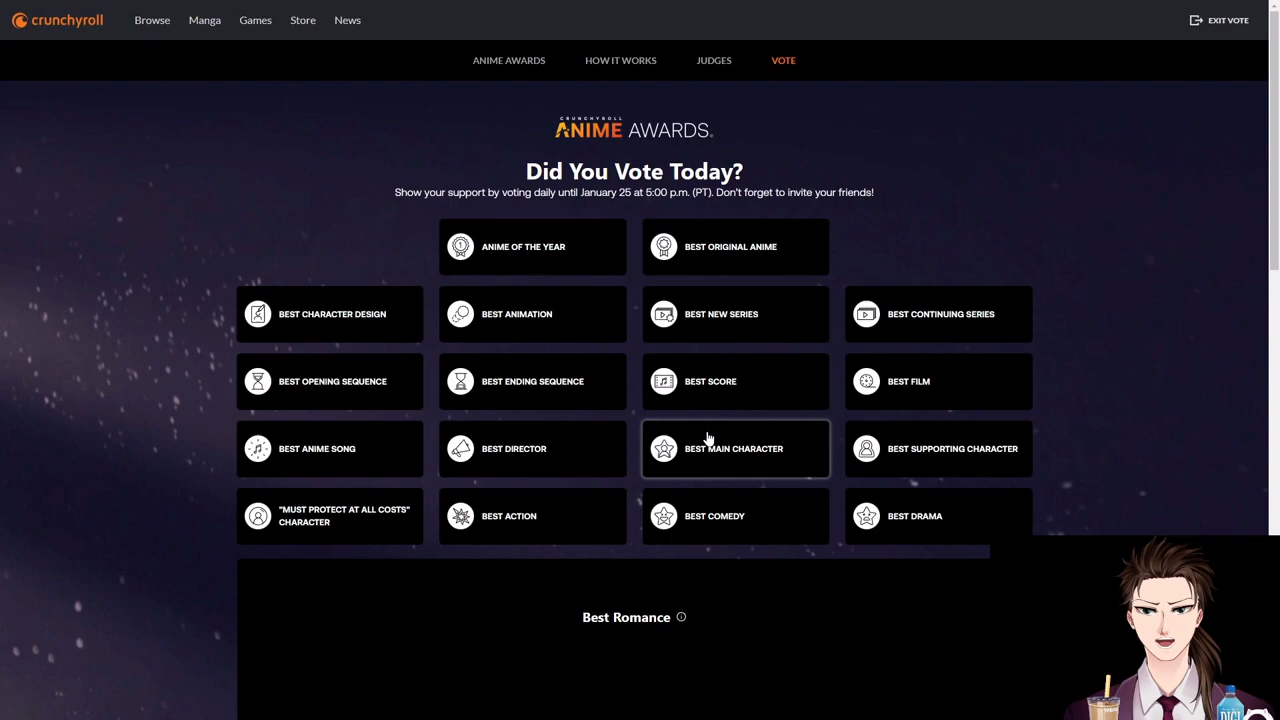 crunchyroll
Browse
Manga
Games
Store
News
EXIT VOTE
ANIME AWARDS
HOW IT WORKS
JUDGES
VOTE
CRUNCHYROLL
ANIME AWARDS
Did You Vote Today?
Show your support by voting daily until January 25 at 5:00 p.m. (PT). Don't forget to invite your friends!
ANIME OF THE YEAR
BEST ORIGINAL ANIME
BEST CHARACTER DESIGN
BEST ANIMATION
BEST NEW SERIES
BEST CONTINUING SERIES
BEST OPENING SEQUENCE
BEST ENDING SEQUENCE
BEST SCORE
BEST FILM
BEST ANIME SONG
BEST DIRECTOR
BEST MAIN CHARACTER
BEST SUPPORTING CHARACTER
"MUST PROTECT AT ALL COSTS"
CHARACTER
BEST ACTION
BEST COMEDY
BEST DRAMA
Best Romance